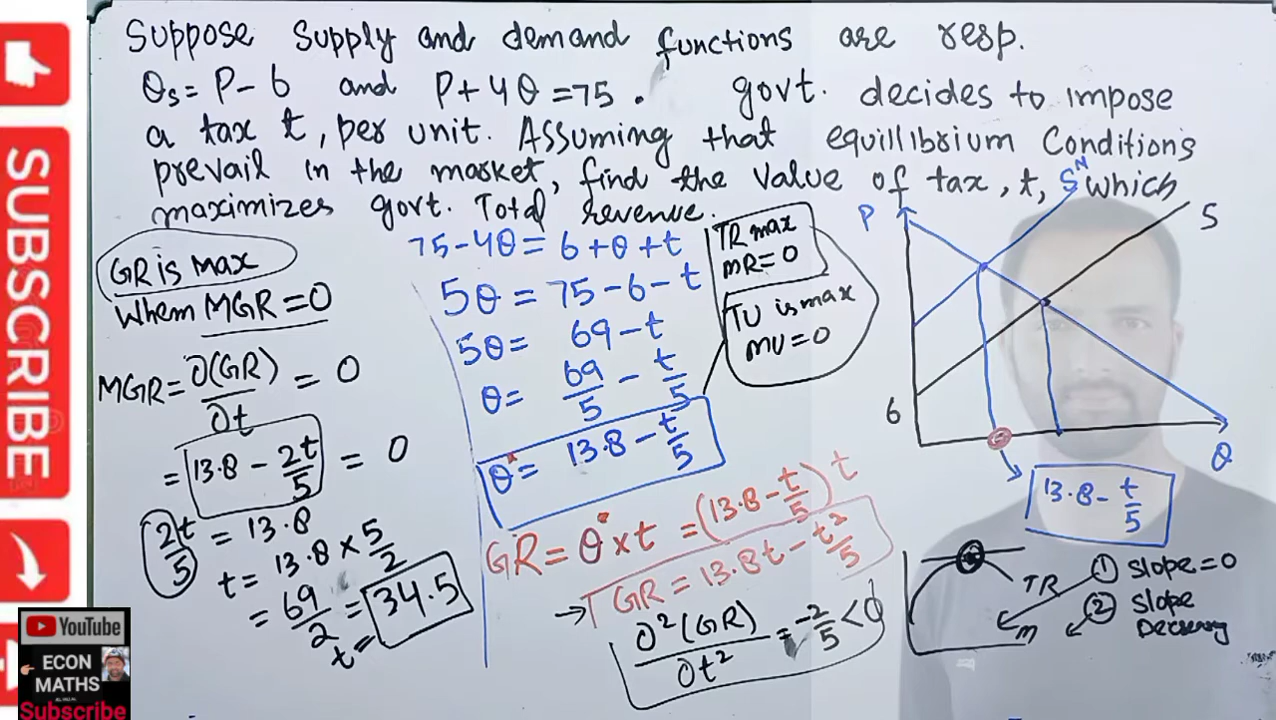 Suppose Supply and demand functions are resp.
Qs = P - 6 and P + 4Q = 75. govt. decides to impose
a tax t, per unit. Assuming that equilibrium Conditions
prevail in the market, find the value of tax, t, which
maximizes govt. Total revenue.
GR is max
when MGR = 0
MGR = ∂(GR)/∂t = 0
= 13.8 - 2t/5 = 0
2t/5 = 13.8
t = 13.8 × 5/2
= 69/2 = 34.5
t =
75 - 4Q = 6 + Q + t
5Q = 75 - 6 - t
5Q = 69 - t
Q = 69/5 - t/5
Q* = 13.8 - t/5
TR max
MR = 0
TU is max
MU = 0
GR = Q* × t = (13.8 - t/5) t
→ GR = 13.8t - t²/5
∂²(GR)/∂t² = -2/5 < 0
P
S^N
S
6
Q
13.8 - t/5
TR
① Slope = 0
m
② Slope
Decreasing
SUBSCRIBE
YouTube
ECON
MATHS
Subscribe